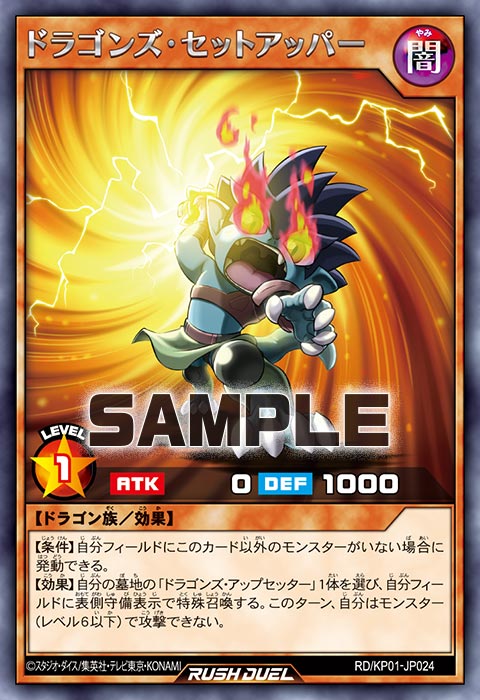 ドラゴンズ・セットアッパー
やみ
闇
SAMPLE
LEVEL
1
ATK 0 DEF 1000
【ドラゴン族／効果】
【条件】自分フィールドにこのカード以外のモンスターがいない場合に
発動できる。
【効果】自分の墓地の「ドラゴンズ・アップセッター」1体を選び、自分フィー
ルドに表側守備表示で特殊召喚する。このターン、自分はモンスター
(レベル6以下)で攻撃できない。
©スタジオ・ダイス/集英社・テレビ東京・KONAMI
RUSH DUEL
RD/KP01-JP024